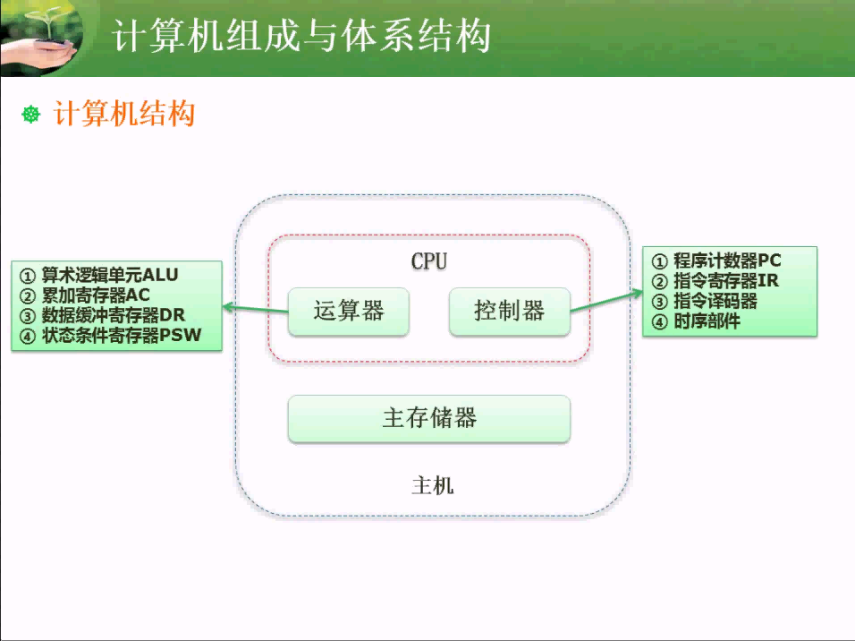 计算机组成与体系结构
计算机结构
CPU
运算器
控制器
主存储器
主机
① 算术逻辑单元ALU
② 累加寄存器AC
③ 数据缓冲寄存器DR
④ 状态条件寄存器PSW
① 程序计数器PC
② 指令寄存器IR
③ 指令译码器
④ 时序部件